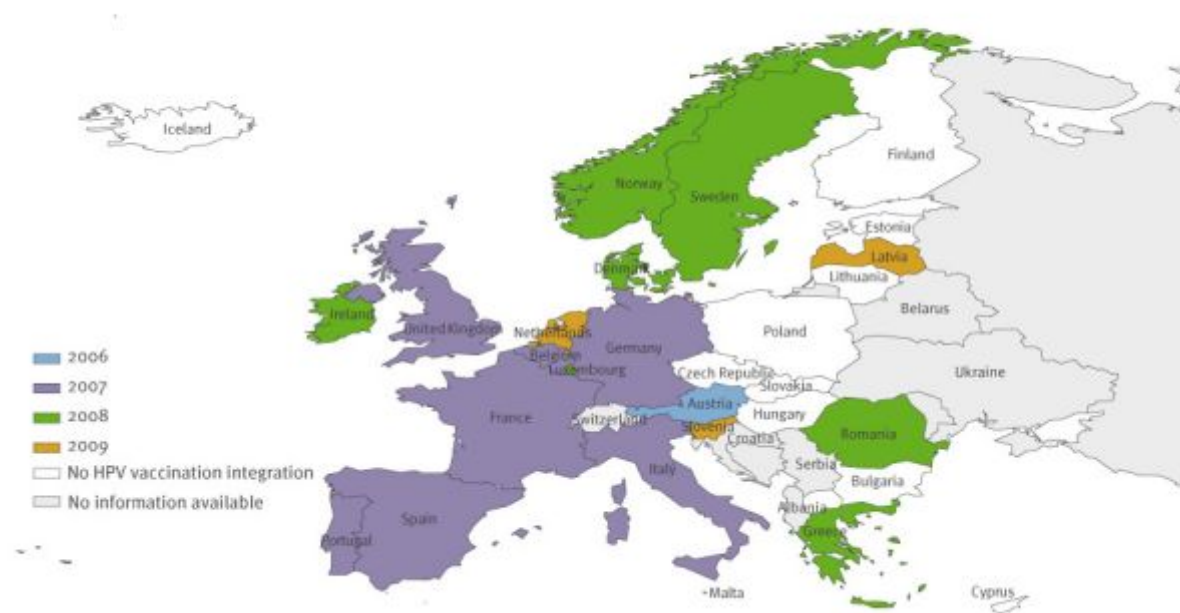 Iceland
Finland
Norway
Sweden
Estonia
Latvia
Denmark
Lithuania
Ireland
Belarus
United Kingdom
Netherlands
Poland
Germany
Belgium
2006
Luxembourg
Czech Republic
Ukraine
Slovakia
2007
Austria
France
Switzerland
Hungary
2008
Slovenia
Romania
Croatia
2009
Serbia
Italy
No HPV vaccination integration
Bulgaria
No information available
Albania
Spain
Greece
Portugal
Malta
Cyprus